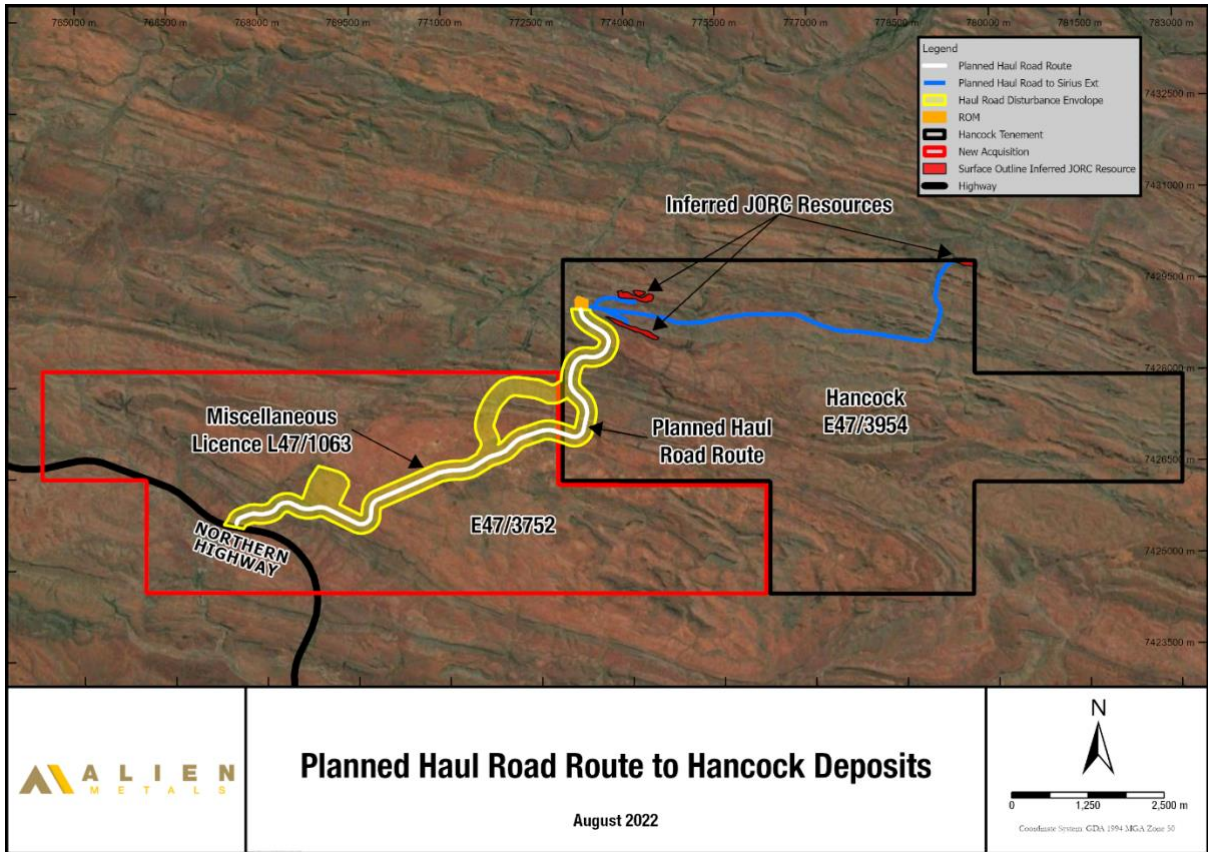 765000 m
766500 m
768000 m
769500 m
771000 m
772500 m
774000 m
775500 m
777000 m
778500 m
780000 m
781500 m
783000 m
Legend
Planned Haul Road Route
Planned Haul Road to Sirius Ext
Haul Road Disturbance Envelope
ROM
Hancock Tenement
New Acquisition
Surface Outline Inferred JORC Resource
Highway
7432500 m
7431000 m
7429500 m
7428000 m
7426500 m
7425000 m
7423500 m
Inferred JORC Resources
Miscellaneous
Licence L47/1063
Planned Haul
Road Route
Hancock
E47/3954
E47/3752
NORTHERN
HIGHWAY
ALIEN
METALS
Planned Haul Road Route to Hancock Deposits
August 2022
N
0 1,250 2,500 m
Coordinate System: GDA 1994 MGA Zone 50